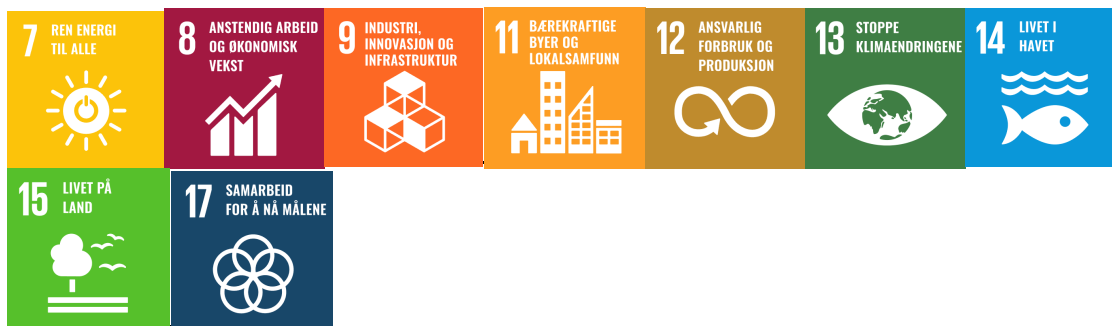 7 REN ENERGI
TIL ALLE
8 ANSTENDIG ARBEID
OG ØKONOMISK
VEKST
9 INDUSTRI,
INNOVASJON OG
INFRASTRUKTUR
11 BÆREKRAFTIGE
BYER OG
LOKALSAMFUNN
12 ANSVARLIG
FORBRUK OG
PRODUKSJON
13 STOPPE
KLIMAENDRINGENE
14 LIVET I
HAVET
15 LIVET PÅ
LAND
17 SAMARBEID
FOR Å NÅ MÅLENE